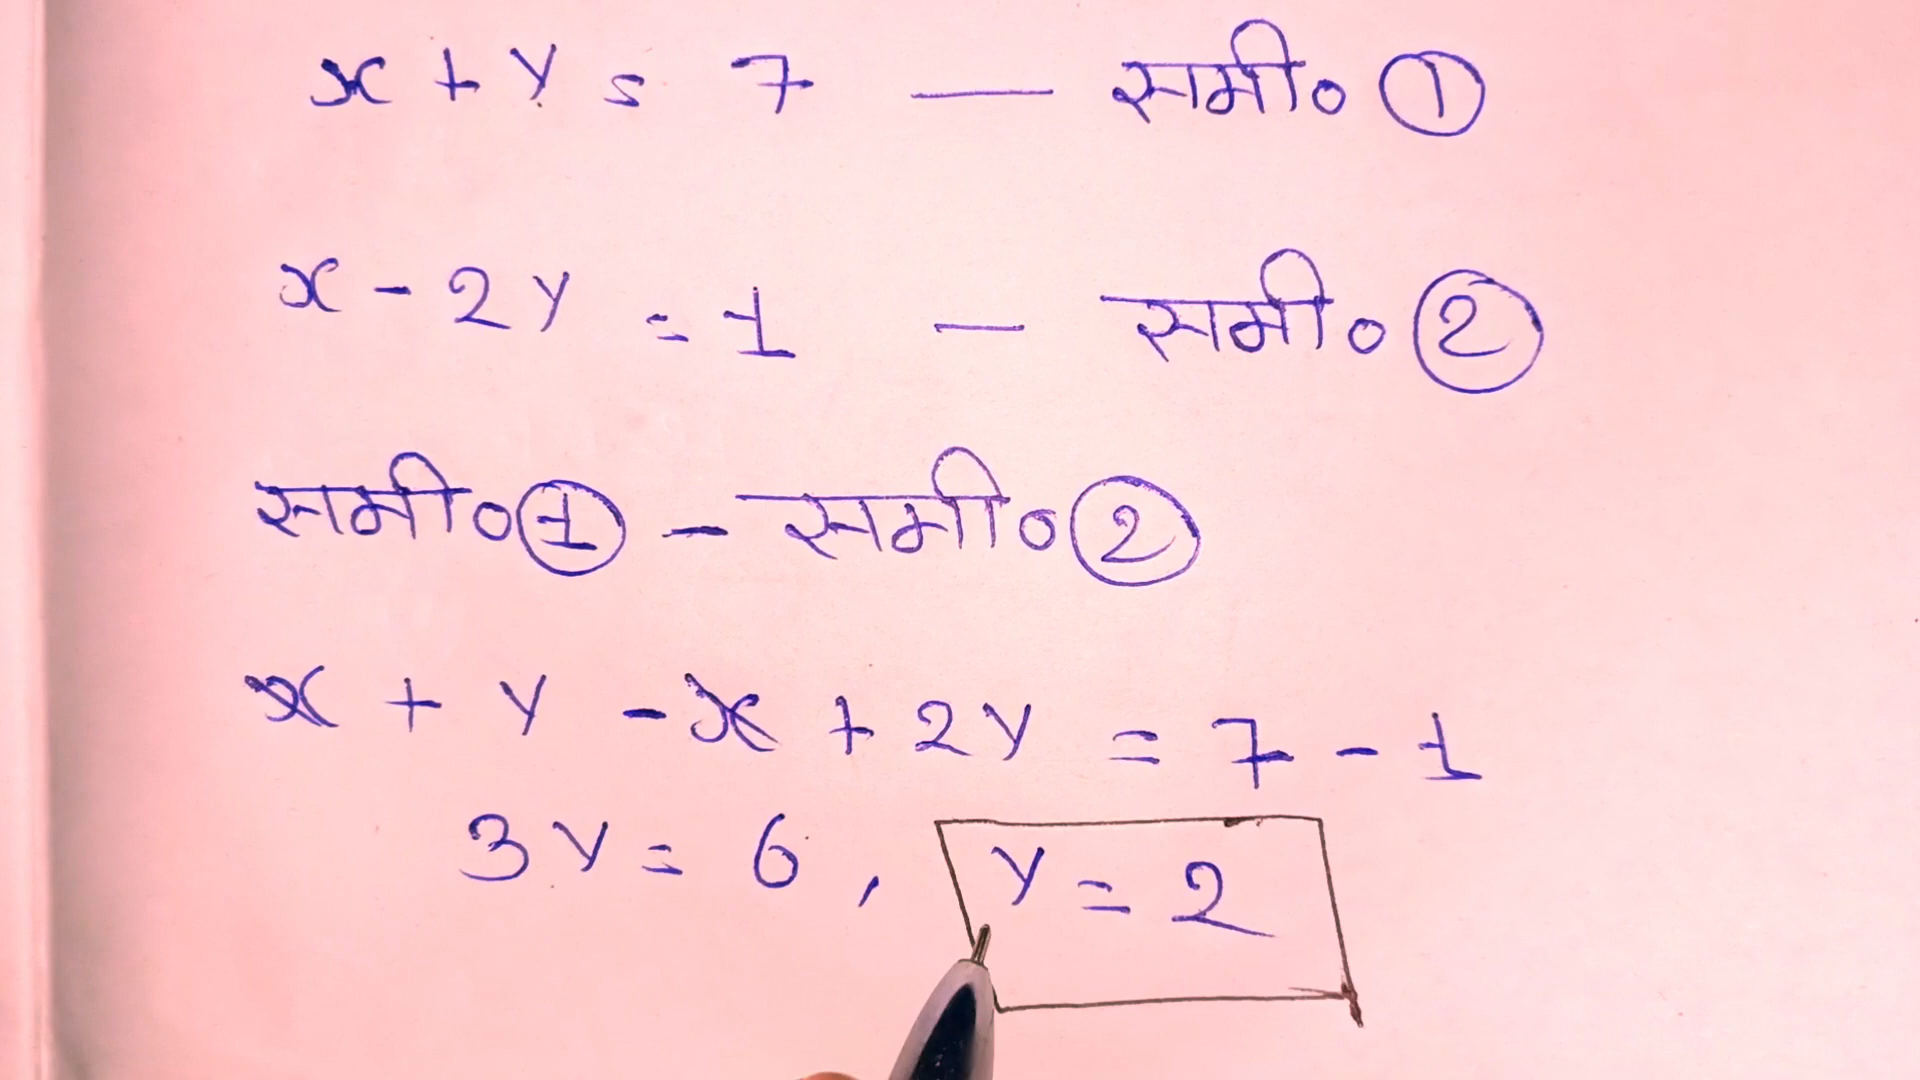 x + y = 7 — समी० ①
x - 2y = 1 — समी० ②
समी० ① - समी० ②
x + y - x + 2y = 7 - 1
3y = 6, y = 2